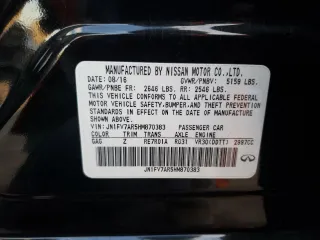 MANUFACTURED BY NISSAN MOTOR CO.,LTD.
DATE: 08/16 GVWR/PNBV: 5159 LBS.
GAWR/PNBE FR: 2646 LBS. RR: 2546 LBS.
THIS VEHICLE CONFORMS TO ALL APPLICABLE FEDERAL
MOTOR VEHICLE SAFETY,BUMPER,AND THEFT PREVENTION
STANDARDS IN EFFECT ON THE DATE OF MANUFACTURE
SHOWN ABOVE.
VIN:JN1FV7AR5HM870383 PASSENGER CAR
COLOR TRIM TRANS AXLE ENGINE
GAG Z RE7R01A R031 VR30(DDTT) 2997CC
JN1FV7AR5HM870383